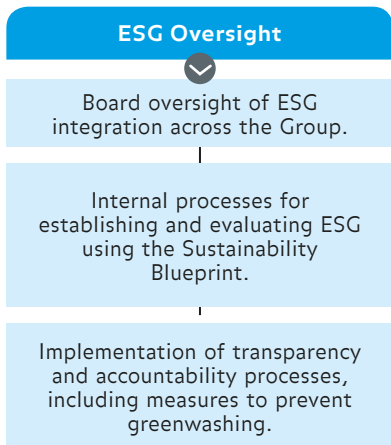 ESG Oversight
Board oversight of ESG
integration across the Group.
Internal processes for
establishing and evaluating ESG
using the Sustainability
Blueprint.
Implementation of transparency
and accountability processes,
including measures to prevent
greenwashing.